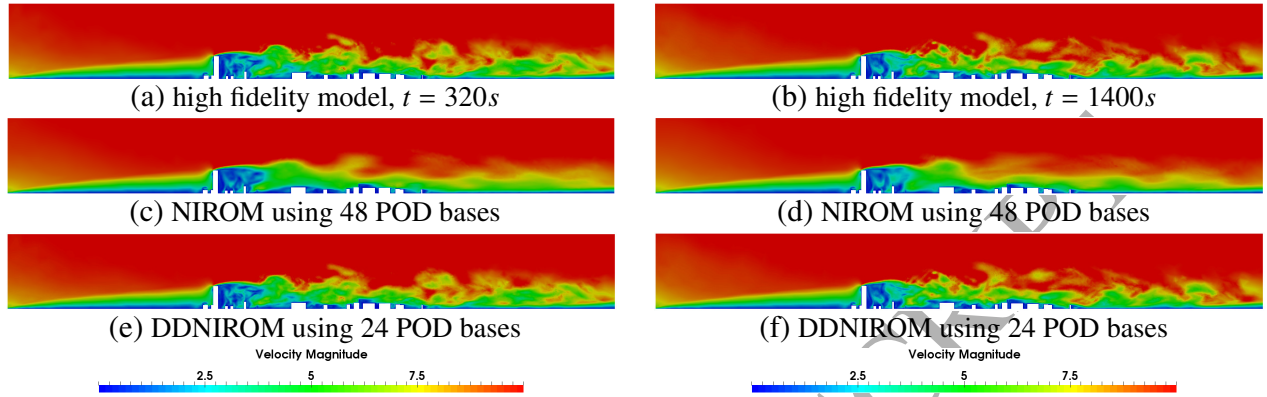 (a) high fidelity model, t = 320s
(b) high fidelity model, t = 1400s
(c) NIROM using 48 POD bases
(d) NIROM using 48 POD bases
(e) DDNIROM using 24 POD bases
(f) DDNIROM using 24 POD bases
Velocity Magnitude
2.5 5 7.5
Velocity Magnitude
2.5 5 7.5